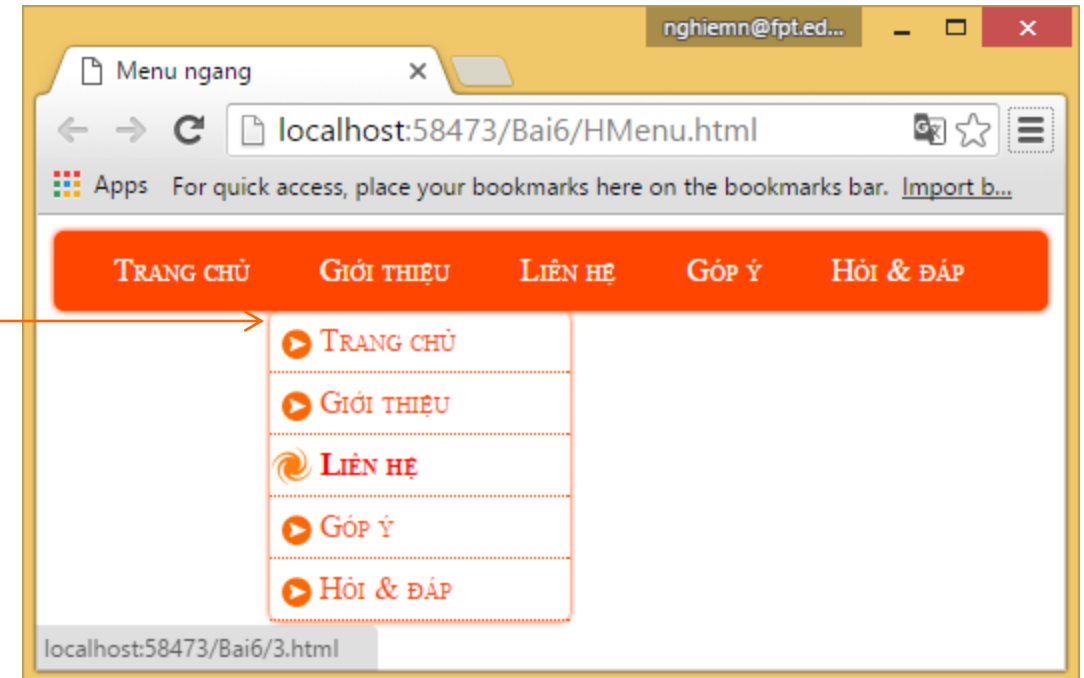 nghiemn@fpt.ed...
Menu ngang
localhost:58473/Bai6/HMenu.html
Apps For quick access, place your bookmarks here on the bookmarks bar. Import b...
Trang chủ Giới thiệu Liên hệ Góp ý Hỏi & đáp
Trang chủ
Giới thiệu
Liên hệ
Góp ý
Hỏi & đáp
localhost:58473/Bai6/3.html